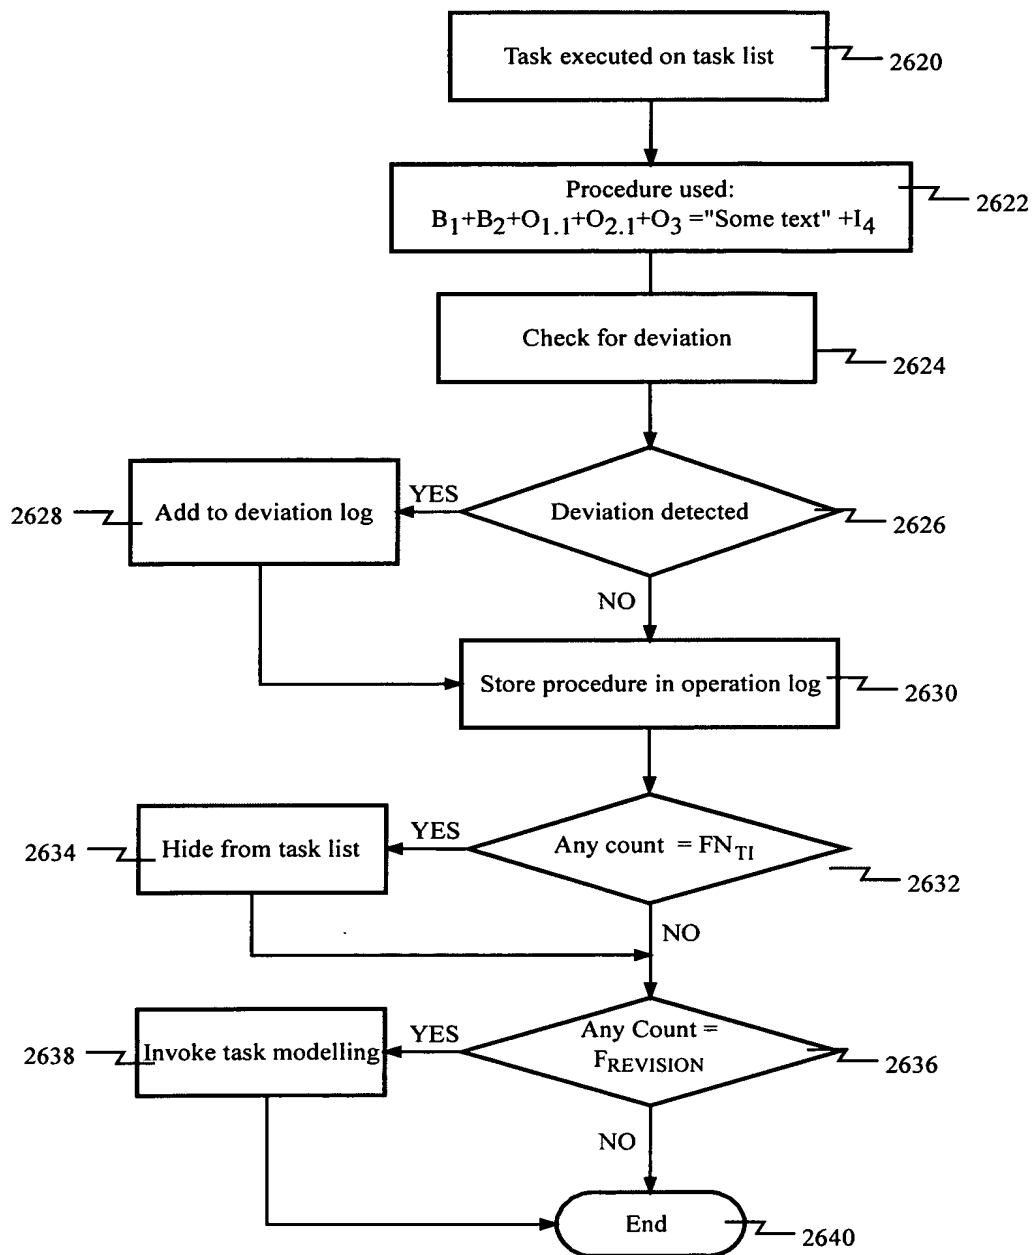 Task executed on task list
2620
Procedure used:
B1+B2+O1.1+O2.1+O3 ="Some text" +I4
2622
Check for deviation
2624
2628
Add to deviation log
YES
Deviation detected
2626
NO
Store procedure in operation log
2630
2634
Hide from task list
YES
Any count = FNTI
2632
NO
2638
Invoke task modelling
YES
Any Count =
FREVISION
2636
NO
End
2640